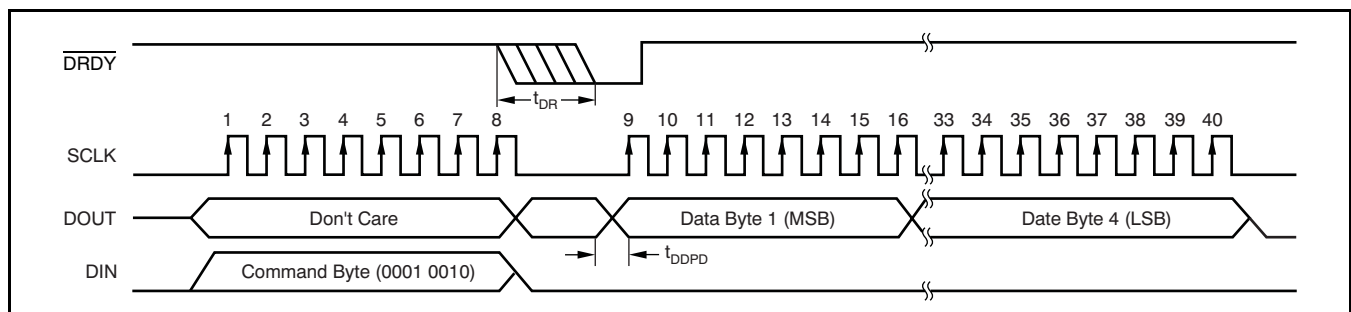 DRDY
tDR
1 2 3 4 5 6 7 8 9 10 11 12 13 14 15 16 33 34 35 36 37 38 39 40
SCLK
DOUT Don't Care Data Byte 1 (MSB) Date Byte 4 (LSB)
tDDPD
DIN Command Byte (0001 0010)